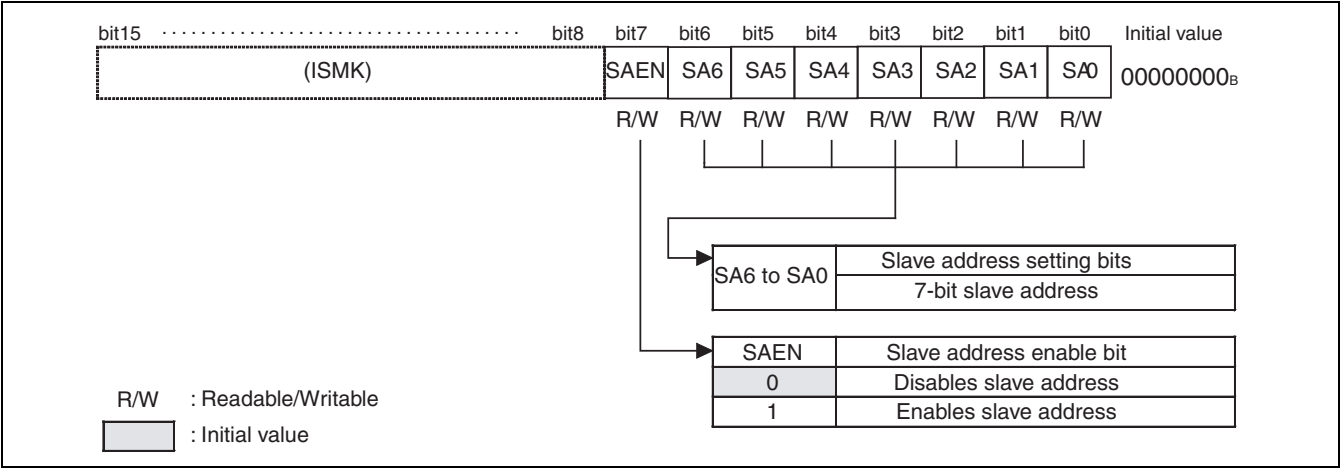 bit15 ..................................... bit8 bit7 bit6 bit5 bit4 bit3 bit2 bit1 bit0 Initial value
(ISMK) SAEN SA6 SA5 SA4 SA3 SA2 SA1 SA0 00000000B
R/W R/W R/W R/W R/W R/W R/W R/W
SA6 to SA0 Slave address setting bits
7-bit slave address
SAEN Slave address enable bit
0 Disables slave address
1 Enables slave address
R/W : Readable/Writable
: Initial value